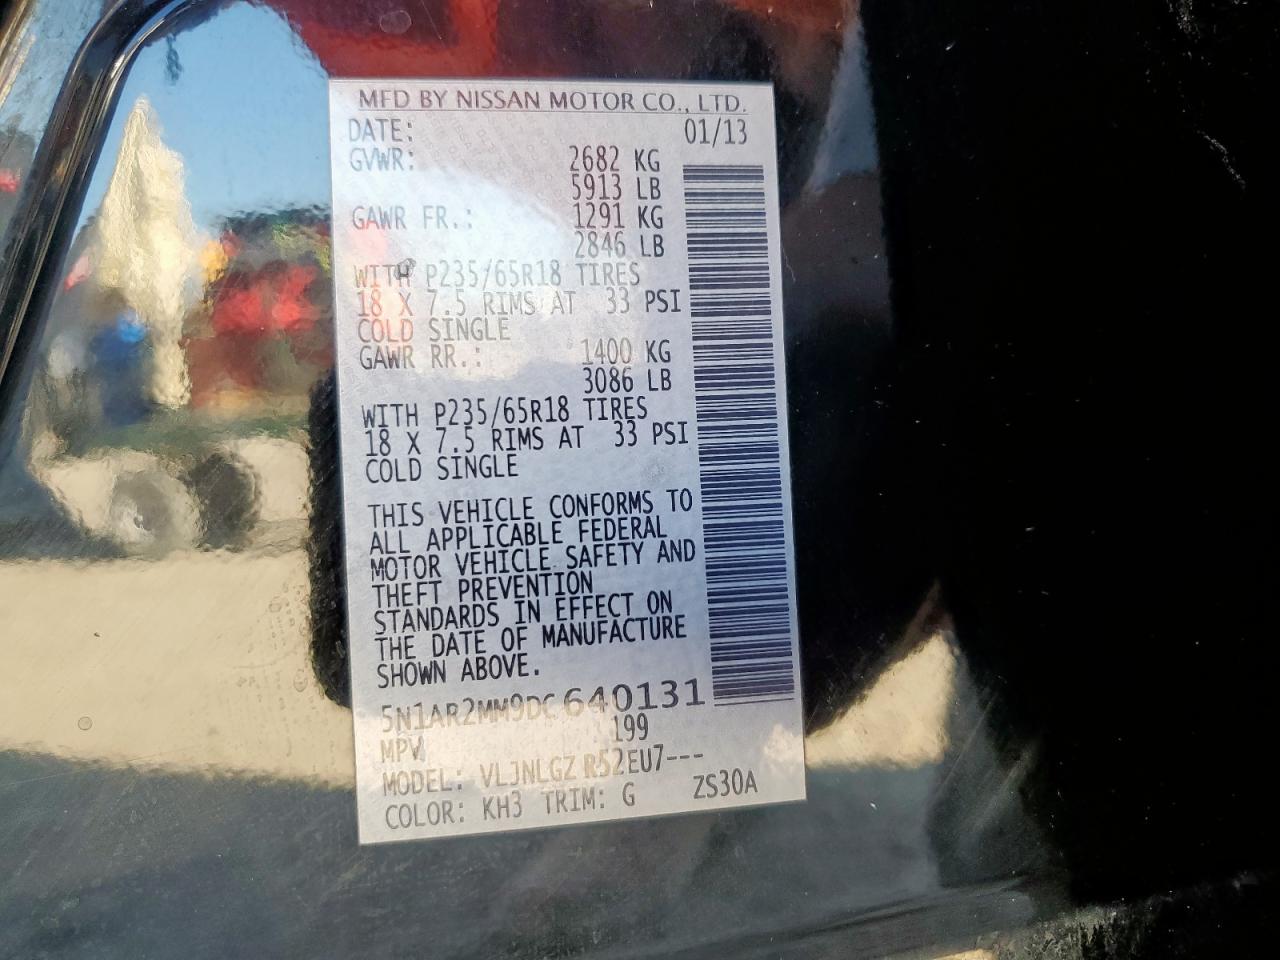 MFD BY NISSAN MOTOR CO., LTD.
DATE: 01/13
GVWR: 2682 KG
5913 LB
GAWR FR.: 1291 KG
2846 LB
WITH P235/65R18 TIRES
18 X 7.5 RIMS AT 33 PSI
COLD SINGLE
GAWR RR.: 1400 KG
3086 LB
WITH P235/65R18 TIRES
18 X 7.5 RIMS AT 33 PSI
COLD SINGLE
THIS VEHICLE CONFORMS TO
ALL APPLICABLE FEDERAL
MOTOR VEHICLE SAFETY AND
THEFT PREVENTION
STANDARDS IN EFFECT ON
THE DATE OF MANUFACTURE
SHOWN ABOVE.
5N1AR2MM9DC640131
MPV 199
MODEL: VLJNLGZ R52EU7---
COLOR: KH3 TRIM: G ZS30A